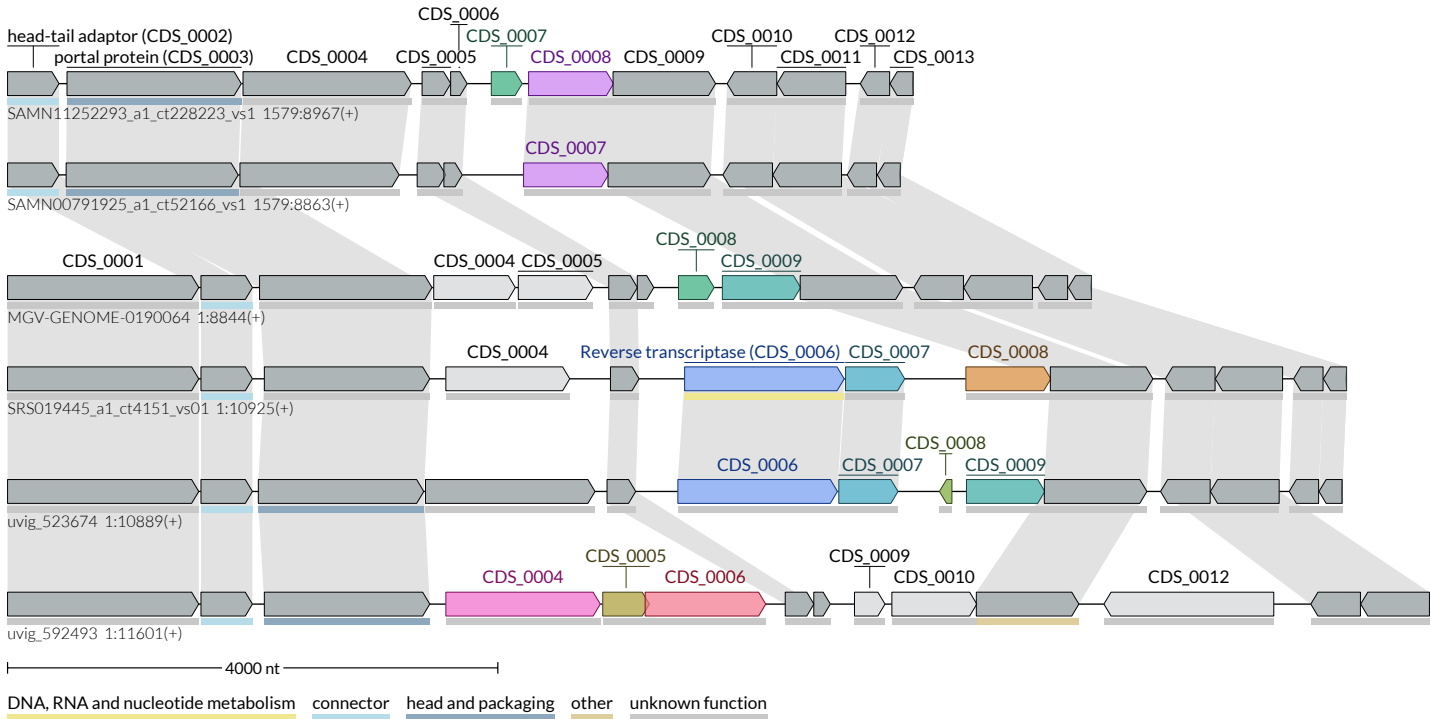 CDS_0006
head-tail adaptor (CDS_0002) CDS_0007 CDS_0010 CDS_0012
portal protein (CDS_0003) CDS_0004 CDS_0005 CDS_0008 CDS_0009 CDS_0011 CDS_0013
SAMN11252293_a1_ct228223_vs1 1579:8967(+)
CDS_0007
SAMN00791925_a1_ct52166_vs1 1579:8863(+)
CDS_0008
CDS_0001 CDS_0004 CDS_0005 CDS_0009
MGV-GENOME-0190064 1:8844(+)
CDS_0004 Reverse transcriptase (CDS_0006) CDS_0007 CDS_0008
SRS019445_a1_ct4151_vs01 1:10925(+)
CDS_0008
CDS_0006 CDS_0007 CDS_0009
uvig_523674 1:10889(+)
CDS_0005 CDS_0009
CDS_0004 CDS_0006 CDS_0010 CDS_0012
uvig_592493 1:11601(+)
4000 nt
DNA, RNA and nucleotide metabolism connector head and packaging other unknown function